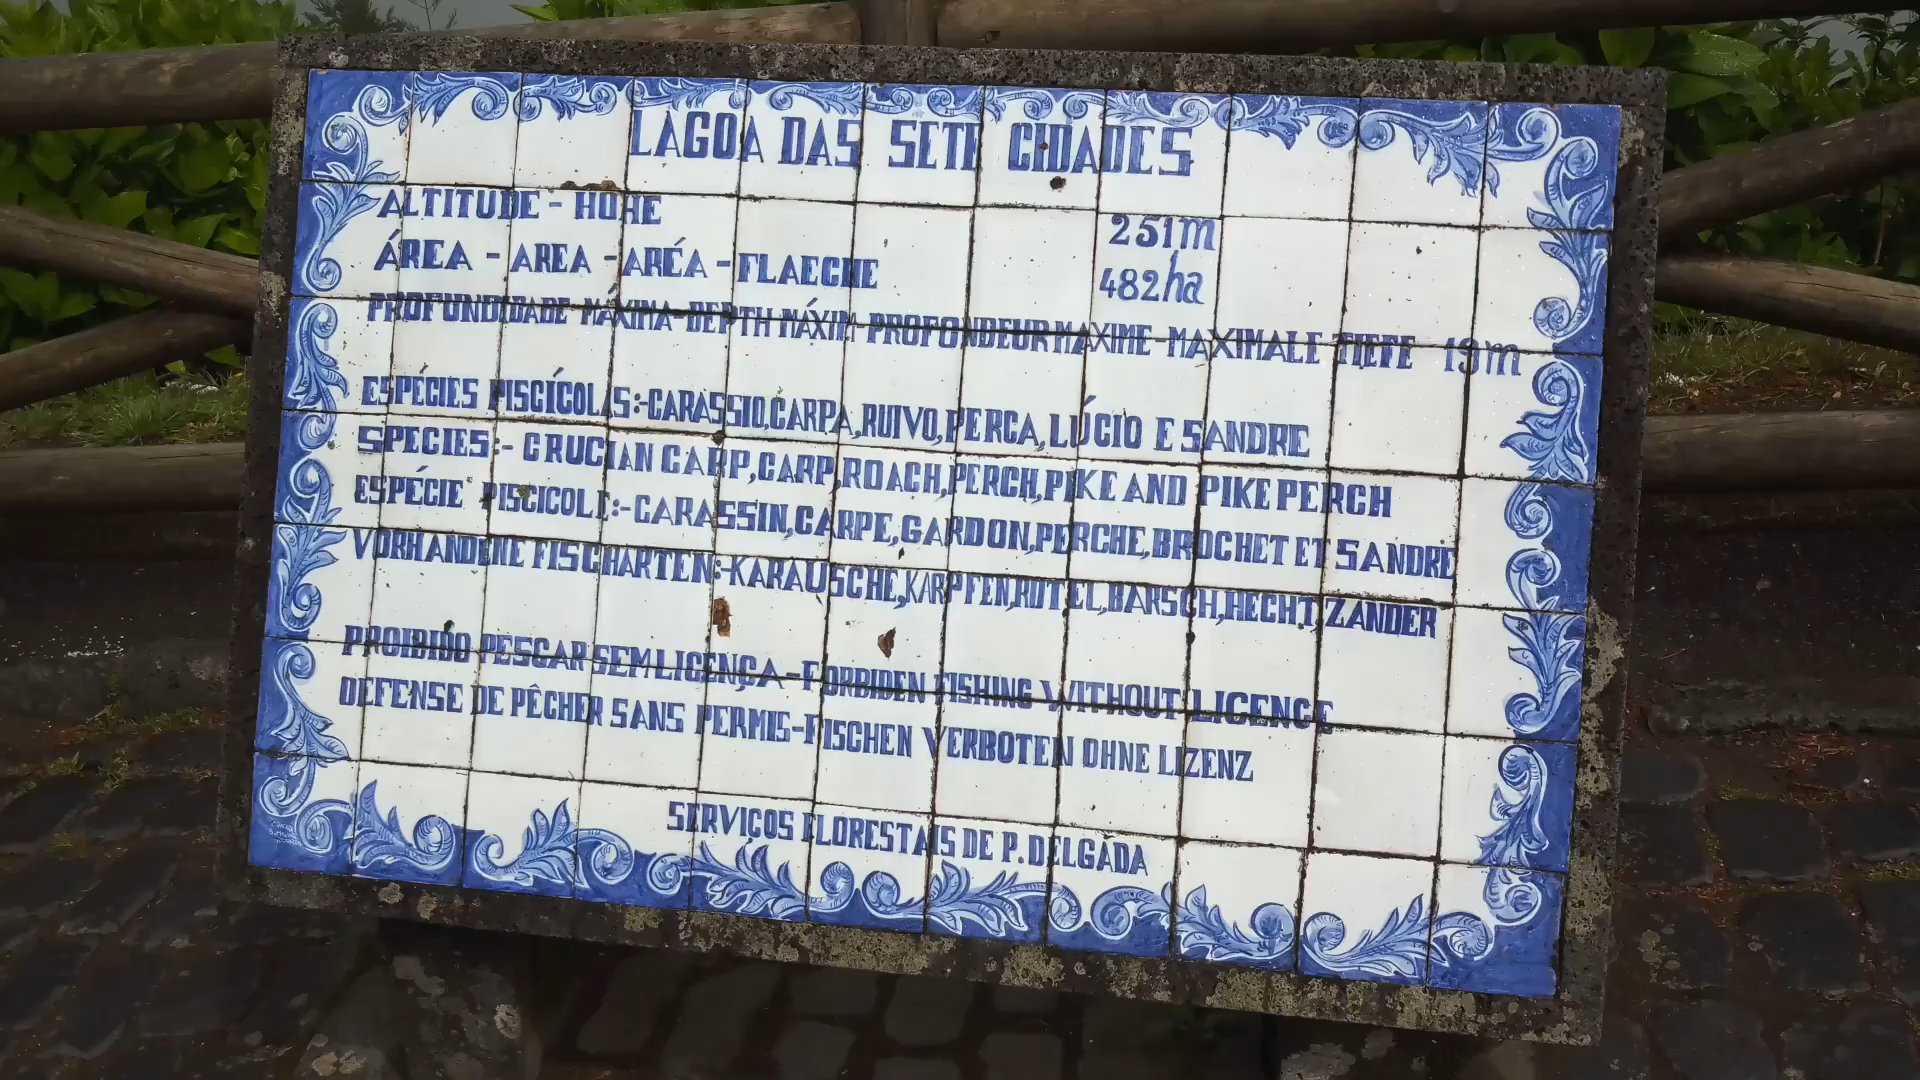 LAGOA DAS SETE CIDADES
ALTITUDE - HÖHE 251m
ÁREA - AREA - ARÉA - FLAECHE 482ha
PROFUNDIDADE MÁXIMA-DEPTH MÁXIM-PROFONDEUR MAXIME-MAXIMALE TIEFE 19m
ESPÉCIES PISCÍCOLAS:-CARASSIO,CARPA,RUIVO,PERCA,LÚCIO E SANDRE
SPECIES:- CRUCIAN CARP,CARP,ROACH,PERCH,PIKE AND PIKEPERCH
ESPÉCIE PISCICOLE:-CARASSIN,CARPE,GARDON,PERCHE,BROCHET ET SANDRE
VORHANDENE FISCHARTEN:-KARAUSCHE,KARPFEN,ROTEL,BARSCH,HECHT,ZANDER
PROIBIDO PESCAR SEM LICENÇA-FORBIDEN FISHING WITHOUT LICENCE
DEFENSE DE PÊCHER SANS PERMIS-FISCHEN VERBOTEN OHNE LIZENZ
SERVIÇOS FLORESTAIS DE P.DELGADA